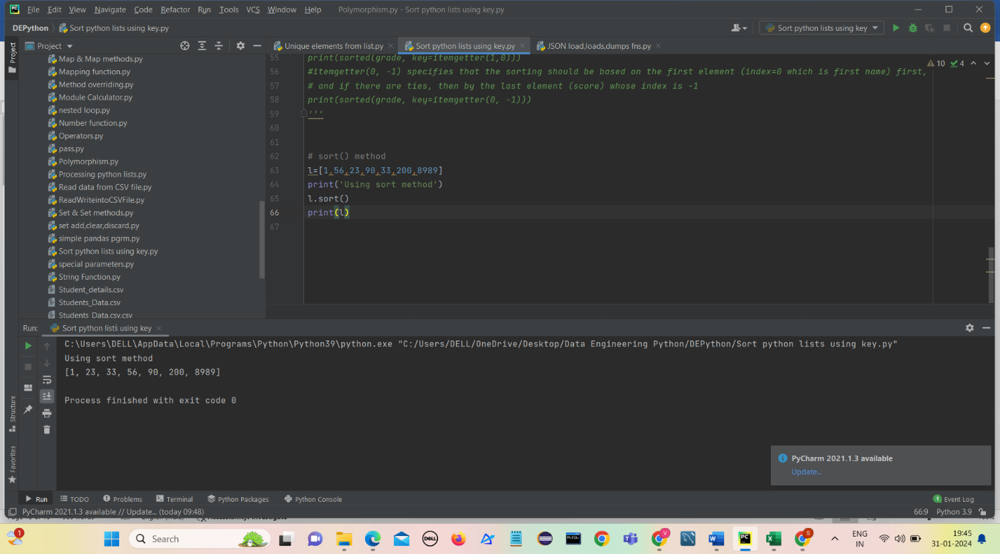 PC File Edit View Navigate Code Refactor Run Tools VCS Window Help Polymorphism.py - Sort python lists using key.py
DEPython Sort python lists using key.py Sort python lists using key
Project Project Unique elements from list.py Sort python lists using key.py JSON load,loads,dumps fns.py
Map & Map methods.py
Mapping function.py
Method overriding.py
Module Calculator.py
nested loop.py
Number function.py
Operators.py
pass.py
Polymorphism.py
Processing python lists.py
Read data from CSV file.py
ReadWriteintoCSVFile.py
Set & Set methods.py
set add,clear,discard.py
simple pandas pgrm.py
Sort python lists using key.py
special parameters.py
String Function.py
Student_details.csv
Students_Data.csv
Students_Data.csv.csv
10 4
55 print(sorted(grade, key=itemgetter(1,0)))
56 #itemgetter(0, -1) specifies that the sorting should be based on the first element (index=0 which is first name) first,
57 # and if there are ties, then by the last element (score) whose index is -1
58 print(sorted(grade, key=itemgetter(0, -1)))
59 '''
60
61
62 # sort() method
63 l=[1,56,23,90,33,200,8989]
64 print('Using sort method')
65 l.sort()
66 print(l)
67
Run: Sort python lists using key
C:\Users\DELL\AppData\Local\Programs\Python\Python39\python.exe "C:/Users/DELL/OneDrive/Desktop/Data Engineering Python/DEPython/Sort python lists using key.py"
Using sort method
[1, 23, 33, 56, 90, 200, 8989]
Process finished with exit code 0
Structure
Favorites
PyCharm 2021.1.3 available
Update...
Run TODO Problems Terminal Python Packages Python Console 1 Event Log
PyCharm 2021.1.3 available // Update... (today 09:48) 66:9 Python 3.9
1 Search DELL MySQL V PC S ENG 19:45
IN 31-01-2024